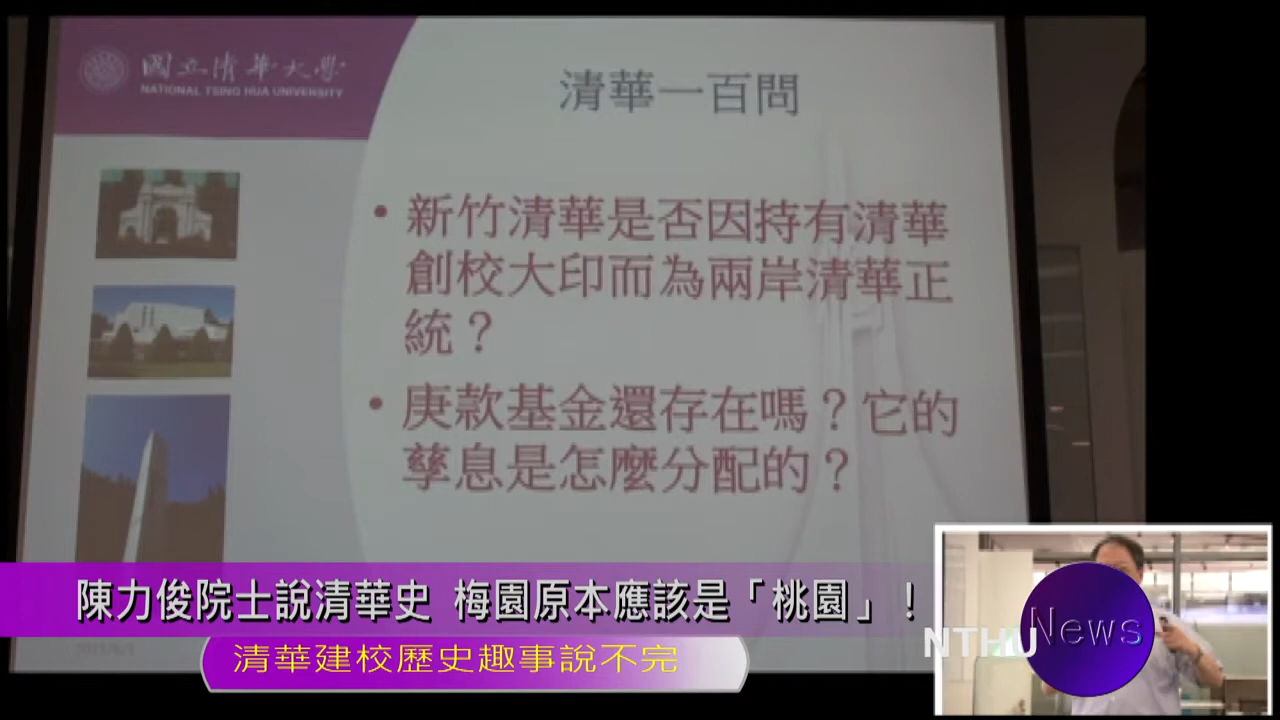 國立清華大學
NATIONAL TSING HUA UNIVERSITY
清華一百問
• 新竹清華是否因持有清華
創校大印而為兩岸清華正
統？
• 庚款基金還存在嗎？它的
孳息是怎麼分配的？
陳力俊院士說清華史 梅園原本應該是「桃園」！
清華建校歷史趣事說不完
NTHU News